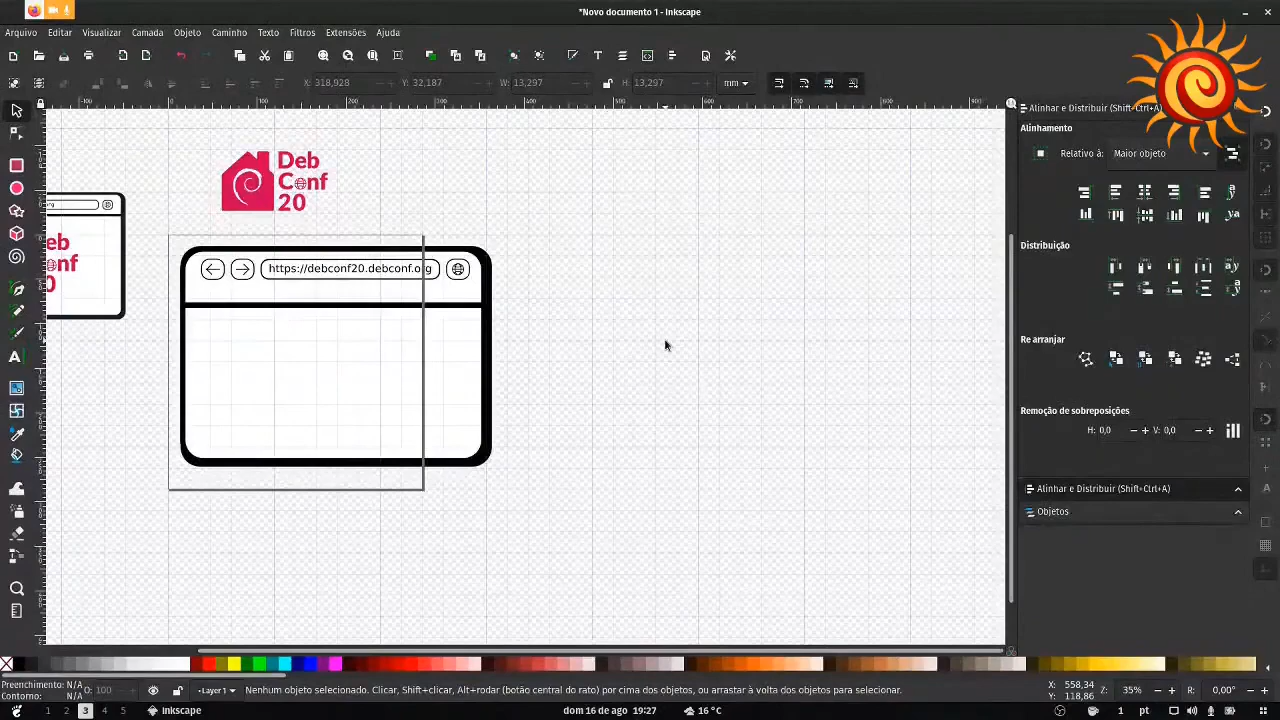 *Novo documento 1 - Inkscape
Arquivo Editar Visualizar Camada Objeto Caminho Texto Filtros Extensões Ajuda
X: 318,928 Y: 32,187 W: 13,297 H: 13,297 mm
Alinhar e Distribuir (Shift+Ctrl+A)
Alinhamento
Relativo à: Maior objeto
Distribuição
Re arranjar
Remoção de sobreposições
H: 0,0 V: 0,0
Alinhar e Distribuir (Shift+Ctrl+A)
Objetos
Deb
Conf
20
https://debconf20.debconf.org
eb
onf
0
Preenchimento: N/A
Contorno: N/A O: 100
Layer 1
Nenhum objeto selecionado. Clicar, Shift+clicar, Alt+rodar (botão central do rato) por cima dos objetos, ou arrastar à volta dos objetos para selecionar.
X: 558,34
Y: 118,86
Z: 35%
R: 0,00°
1 2 3 4 5 Inkscape
dom 16 de ago 19:27 16 °C
1 pt